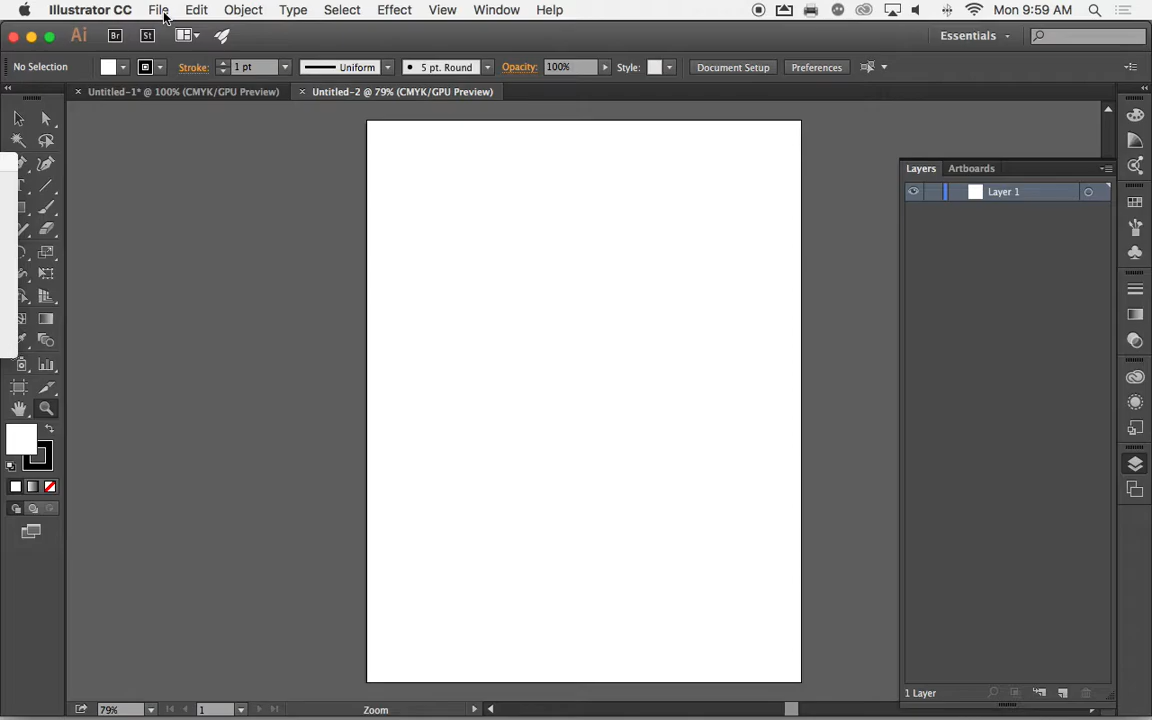 Illustrator CC File Edit Object Type Select Effect View Window Help Mon 9:59 AM
Ai Br St Essentials
No Selection Stroke: 1 pt Uniform 5 pt. Round Opacity: 100% Style: Document Setup Preferences
× Untitled-1* @ 100% (CMYK/GPU Preview) × Untitled-2 @ 79% (CMYK/GPU Preview)
Layers Artboards
Layer 1
1 Layer
79% 1 Zoom